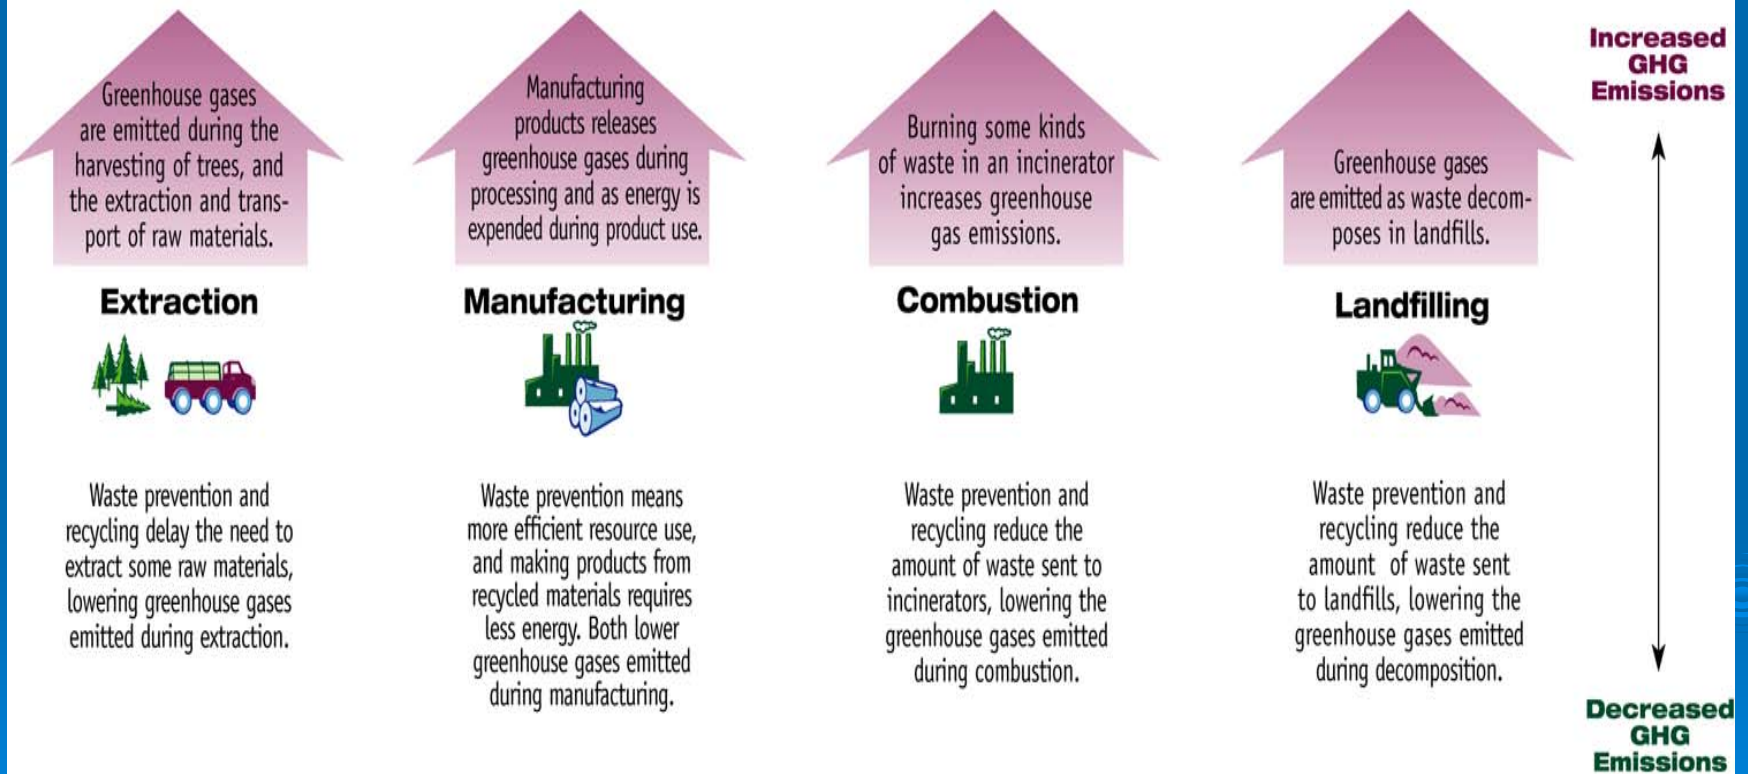 Greenhouse gases
are emitted during the
harvesting of trees, and
the extraction and trans-
port of raw materials.
Manufacturing
products releases
greenhouse gases during
processing and as energy is
expended during product use.
Burning some kinds
of waste in an incinerator
increases greenhouse
gas emissions.
Greenhouse gases
are emitted as waste decom-
poses in landfills.
Increased
GHG
Emissions
Extraction
Manufacturing
Combustion
Landfilling
Waste prevention and
recycling delay the need to
extract some raw materials,
lowering greenhouse gases
emitted during extraction.
Waste prevention means
more efficient resource use,
and making products from
recycled materials requires
less energy. Both lower
greenhouse gases emitted
during manufacturing.
Waste prevention and
recycling reduce the
amount of waste sent to
incinerators, lowering the
greenhouse gases emitted
during combustion.
Waste prevention and
recycling reduce the
amount of waste sent
to landfills, lowering the
greenhouse gases emitted
during decomposition.
Decreased
GHG
Emissions